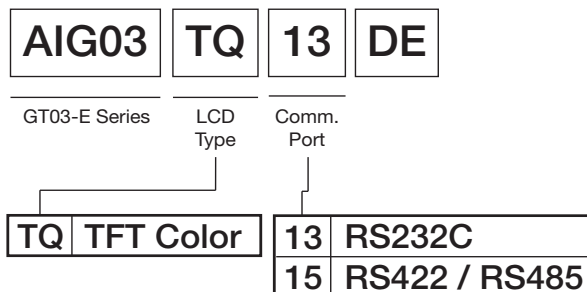 AIG03 TQ 13 DE
GT03-E Series LCD Type Comm. Port
TQ TFT Color
13 RS232C
15 RS422 / RS485